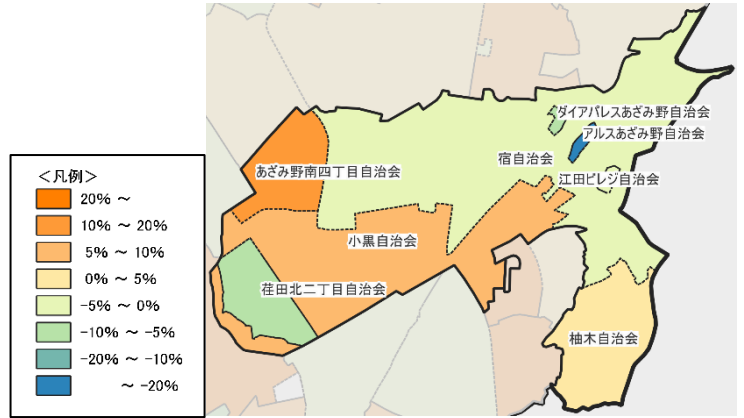 ダイアパレスあざみ野自治会
アルスあざみ野自治会
宿自治会
あざみ野南四丁目自治会
江田ビレジ自治会
小黒自治会
荏田北二丁目自治会
柚木自治会
＜凡例＞
20% ～
10% ～ 20%
5% ～ 10%
0% ～ 5%
-5% ～ 0%
-10% ～ -5%
-20% ～ -10%
～ -20%